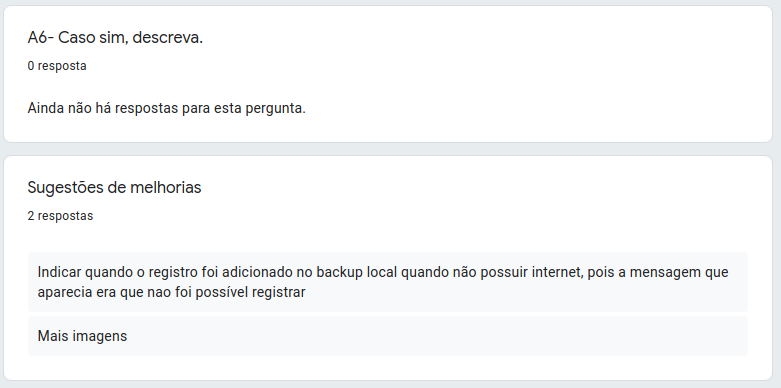 A6- Caso sim, descreva.
0 resposta
Ainda não há respostas para esta pergunta.
Sugestões de melhorias
2 respostas
Indicar quando o registro foi adicionado no backup local quando não possuir internet, pois a mensagem que
aparecia era que nao foi possível registrar
Mais imagens